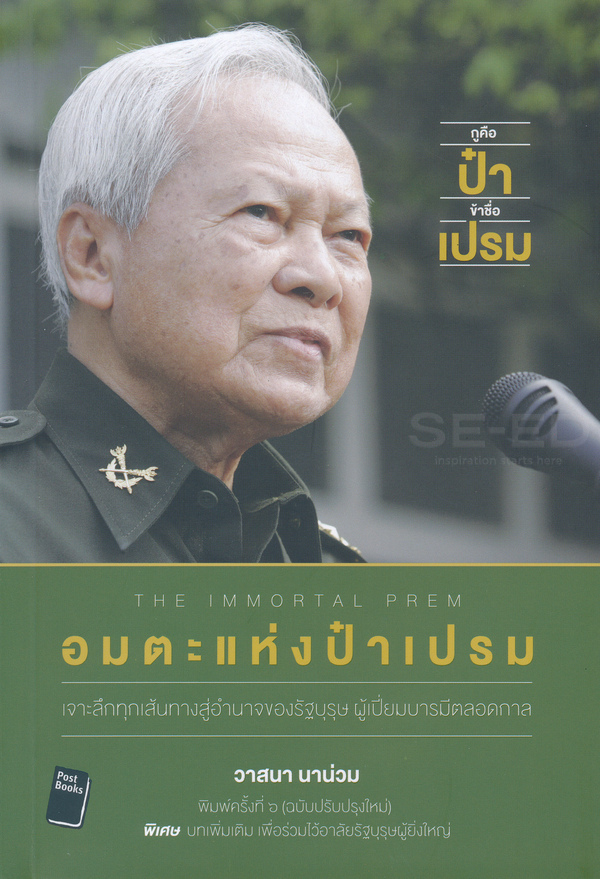 กูคือ
ป๋า
ข้าชื่อ
เปรม
SE-ED
inspiration starts here
THE IMMORTAL PREM
อมตะแห่งป๋าเปรม
เจาะลึกทุกเส้นทางสู่อำนาจของรัฐบุรุษ ผู้เปี่ยมบารมีตลอดกาล
วาสนา นาน่วม
Post
Books
พิมพ์ครั้งที่ ๖ (ฉบับปรับปรุงใหม่)
พิเศษ บทเพิ่มเติม เพื่อร่วมไว้อาลัยรัฐบุรุษผู้ยิ่งใหญ่